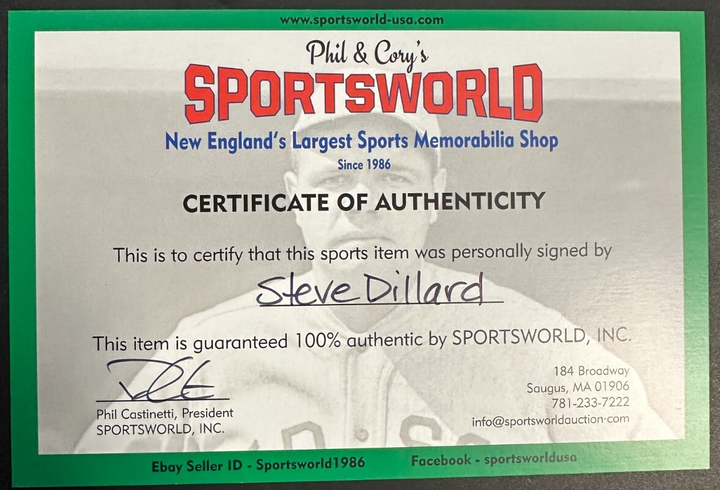 www.sportsworld-usa.com
Phil & Cory's
SPORTSWORLD
New England's Largest Sports Memorabilia Shop
Since 1986
CERTIFICATE OF AUTHENTICITY
This is to certify that this sports item was personally signed by
Steve Dillard
This item is guaranteed 100% authentic by SPORTSWORLD, INC.
Phil Castinetti, President
SPORTSWORLD, INC.
184 Broadway
Saugus, MA 01906
781-233-7222
info@sportsworldauction.com
Ebay Seller ID - Sportsworld1986
Facebook - sportsworldusa